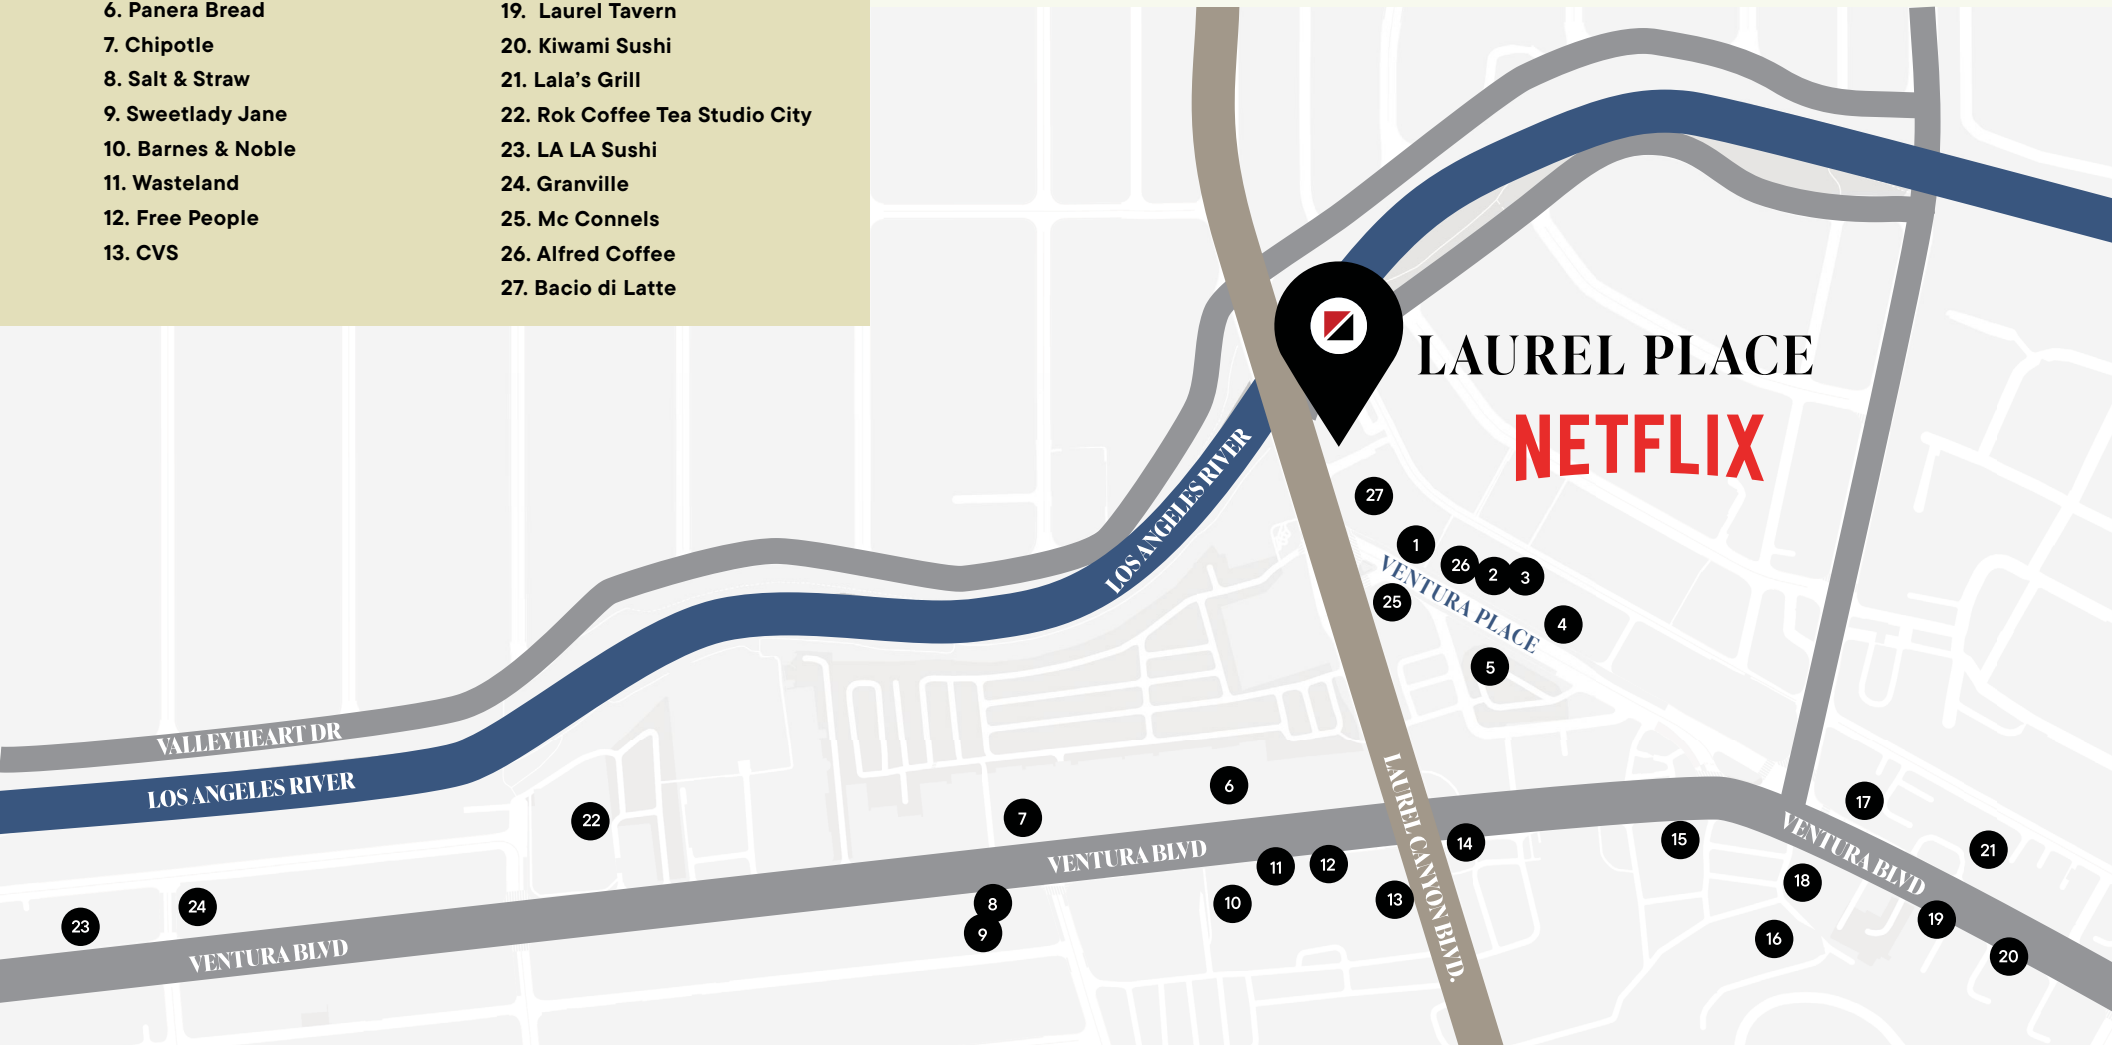 6. Panera Bread
7. Chipotle
8. Salt & Straw
9. Sweetlady Jane
10. Barnes & Noble
11. Wasteland
12. Free People
13. CVS
19. Laurel Tavern
20. Kiwami Sushi
21. Lala's Grill
22. Rok Coffee Tea Studio City
23. LA LA Sushi
24. Granville
25. Mc Connels
26. Alfred Coffee
27. Bacio di Latte
LAUREL PLACE
NETFLIX
LOS ANGELES RIVER
27
1
26
2
3
VENTURA PLACE
25
4
5
VALLEYHEART DR
LOS ANGELES RIVER
LAUREL CANYON BLVD.
6
7
22
17
VENTURA BLVD
VENTURA BLVD
14
15
21
11
12
18
24
8
10
13
19
23
9
16
VENTURA BLVD
20